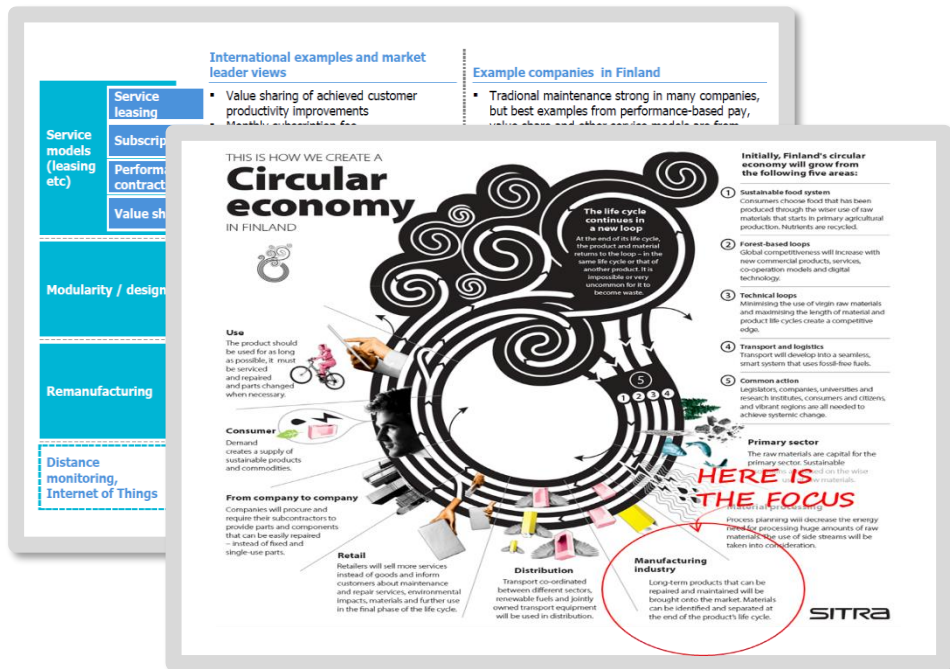 International examples and market
leader views
Example companies in Finland
▪ Value sharing of achieved customer
productivity improvements
▪ Tradional maintenance strong in many companies,
but best examples from performance-based pay,
Service
models
(leasing
etc)
Service
leasing
Modularity / design
Remanufacturing
Distance
monitoring,
Internet of Things
THIS IS HOW WE CREATE A
Circular
economy
IN FINLAND
The life cycle
continues in
a new loop
At the end of its life cycle,
the product and material
returns to the loop – in the
same life cycle or that of
another product. It is
impossible or very
uncommon for it to
become waste.
Initially, Finland's circular
economy will grow from
the following five areas:
1 Sustainable food system
Consumers choose food that has been
produced through the wiser use of raw
materials that starts in primary agricultural
production. Nutrients are recycled.
2 Forest-based loops
Global competitiveness will increase with
new commercial products, services,
co-operation models and digital
technology.
3 Technical loops
Minimising the use of virgin raw materials
and maximising the length of material and
product life cycles create a competitive
edge.
4 Transport and logistics
Transport will develop into a seamless,
smart system that uses fossil-free fuels.
5 Common action
Legislators, companies, universities and
research institutes, consumers and citizens,
and vibrant regions are all needed to
achieve systemic change.
5
1 2 3 4
Use
The product should
be used for as long
as possible, it must
be serviced
and repaired
and parts changed
when necessary.
Consumer
Demand
creates a supply of
sustainable products
and commodities.
From company to company
Companies will procure and
require their subcontractors to
provide parts and components
that can be easily repaired
– instead of fixed and
single-use parts.
Retail
Retailers will sell more services
instead of goods and inform
customers about maintenance
and repair services, environmental
impacts, materials and further use
in the final phase of the life cycle.
Distribution
Transport co-ordinated
between different sectors,
renewable fuels and jointly
owned transport equipment
will be used in distribution.
Manufacturing
industry
Long-term products that can be
repaired and maintained will be
brought onto the market. Materials
can be identified and separated at
the end of the product's life cycle.
Primary sector
The raw materials are capital for the
primary sector. Sustainable
on the wise
materials.
HERE IS
THE FOCUS
Material processing
Process planning will decrease the energy
need for processing huge amounts of raw
materials. The use of side streams will be
taken into consideration.
SITRA